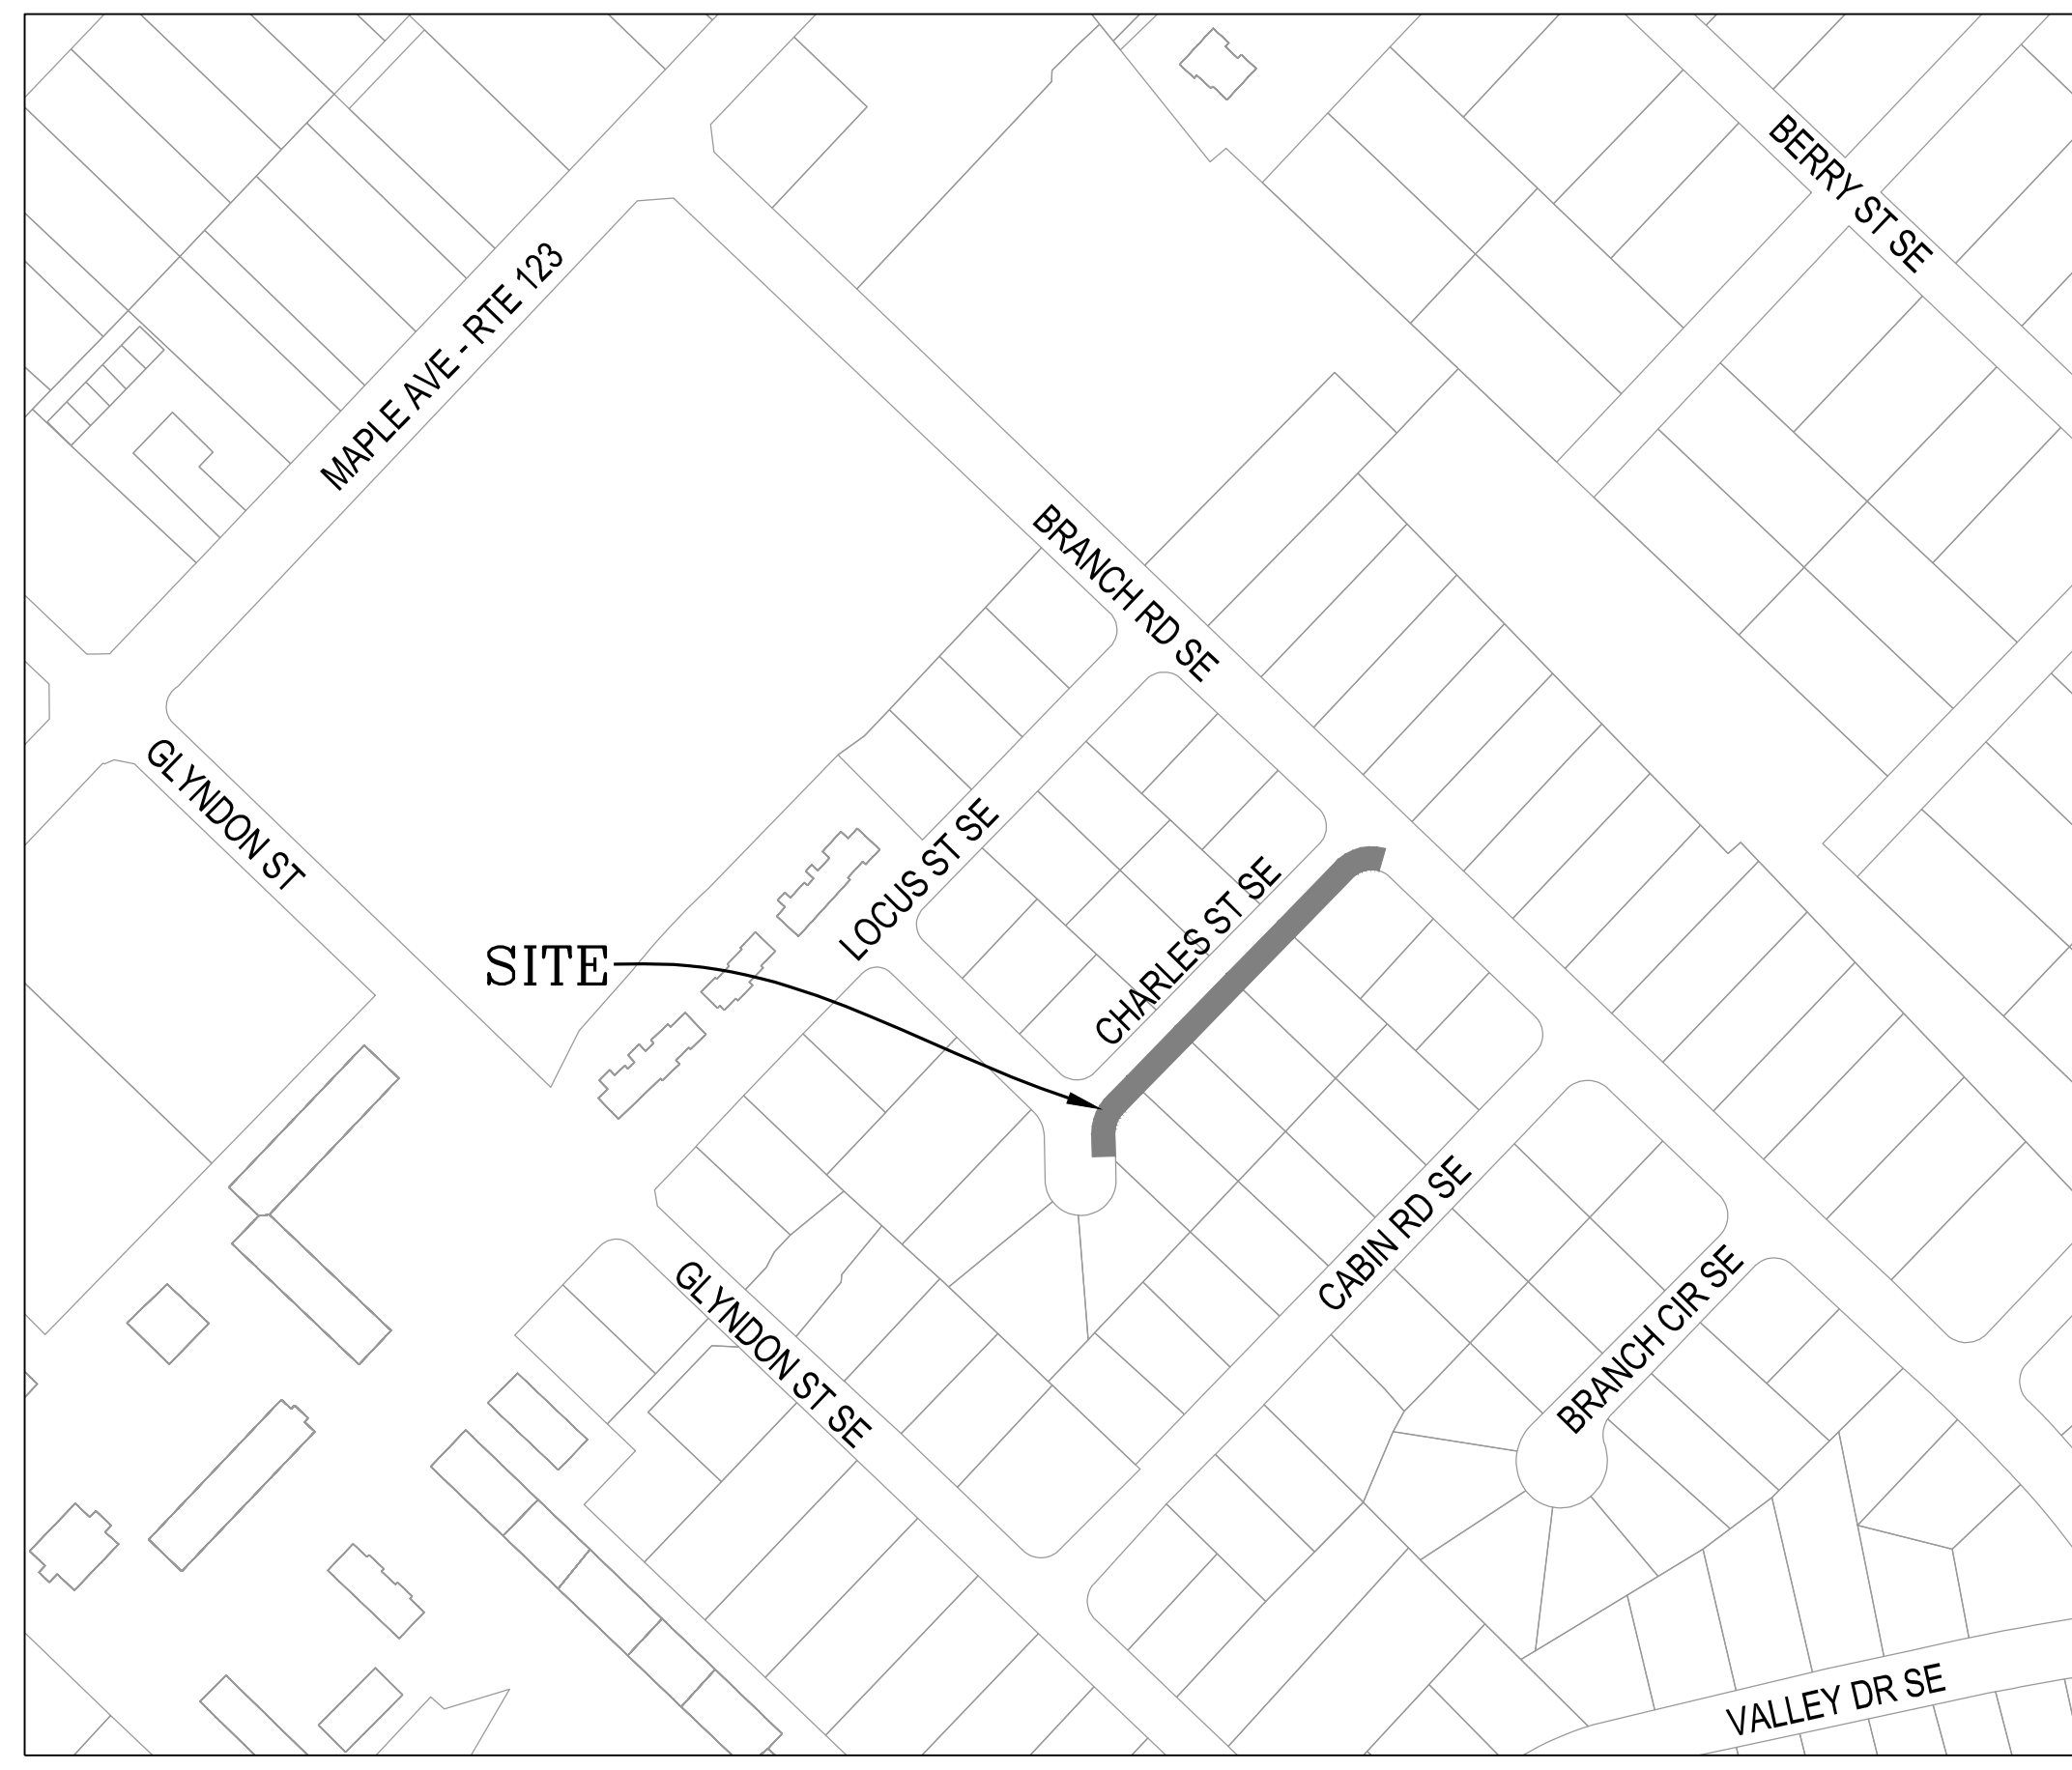 BERRY ST SE
MAPLE AVE - RTE 123
BRANCH RD SE
GLYNDON ST
LOCUS ST SE
CHARLES ST SE
SITE
CABIN RD SE
BRANCH CIR SE
GLYNDON ST SE
VALLEY DR SE